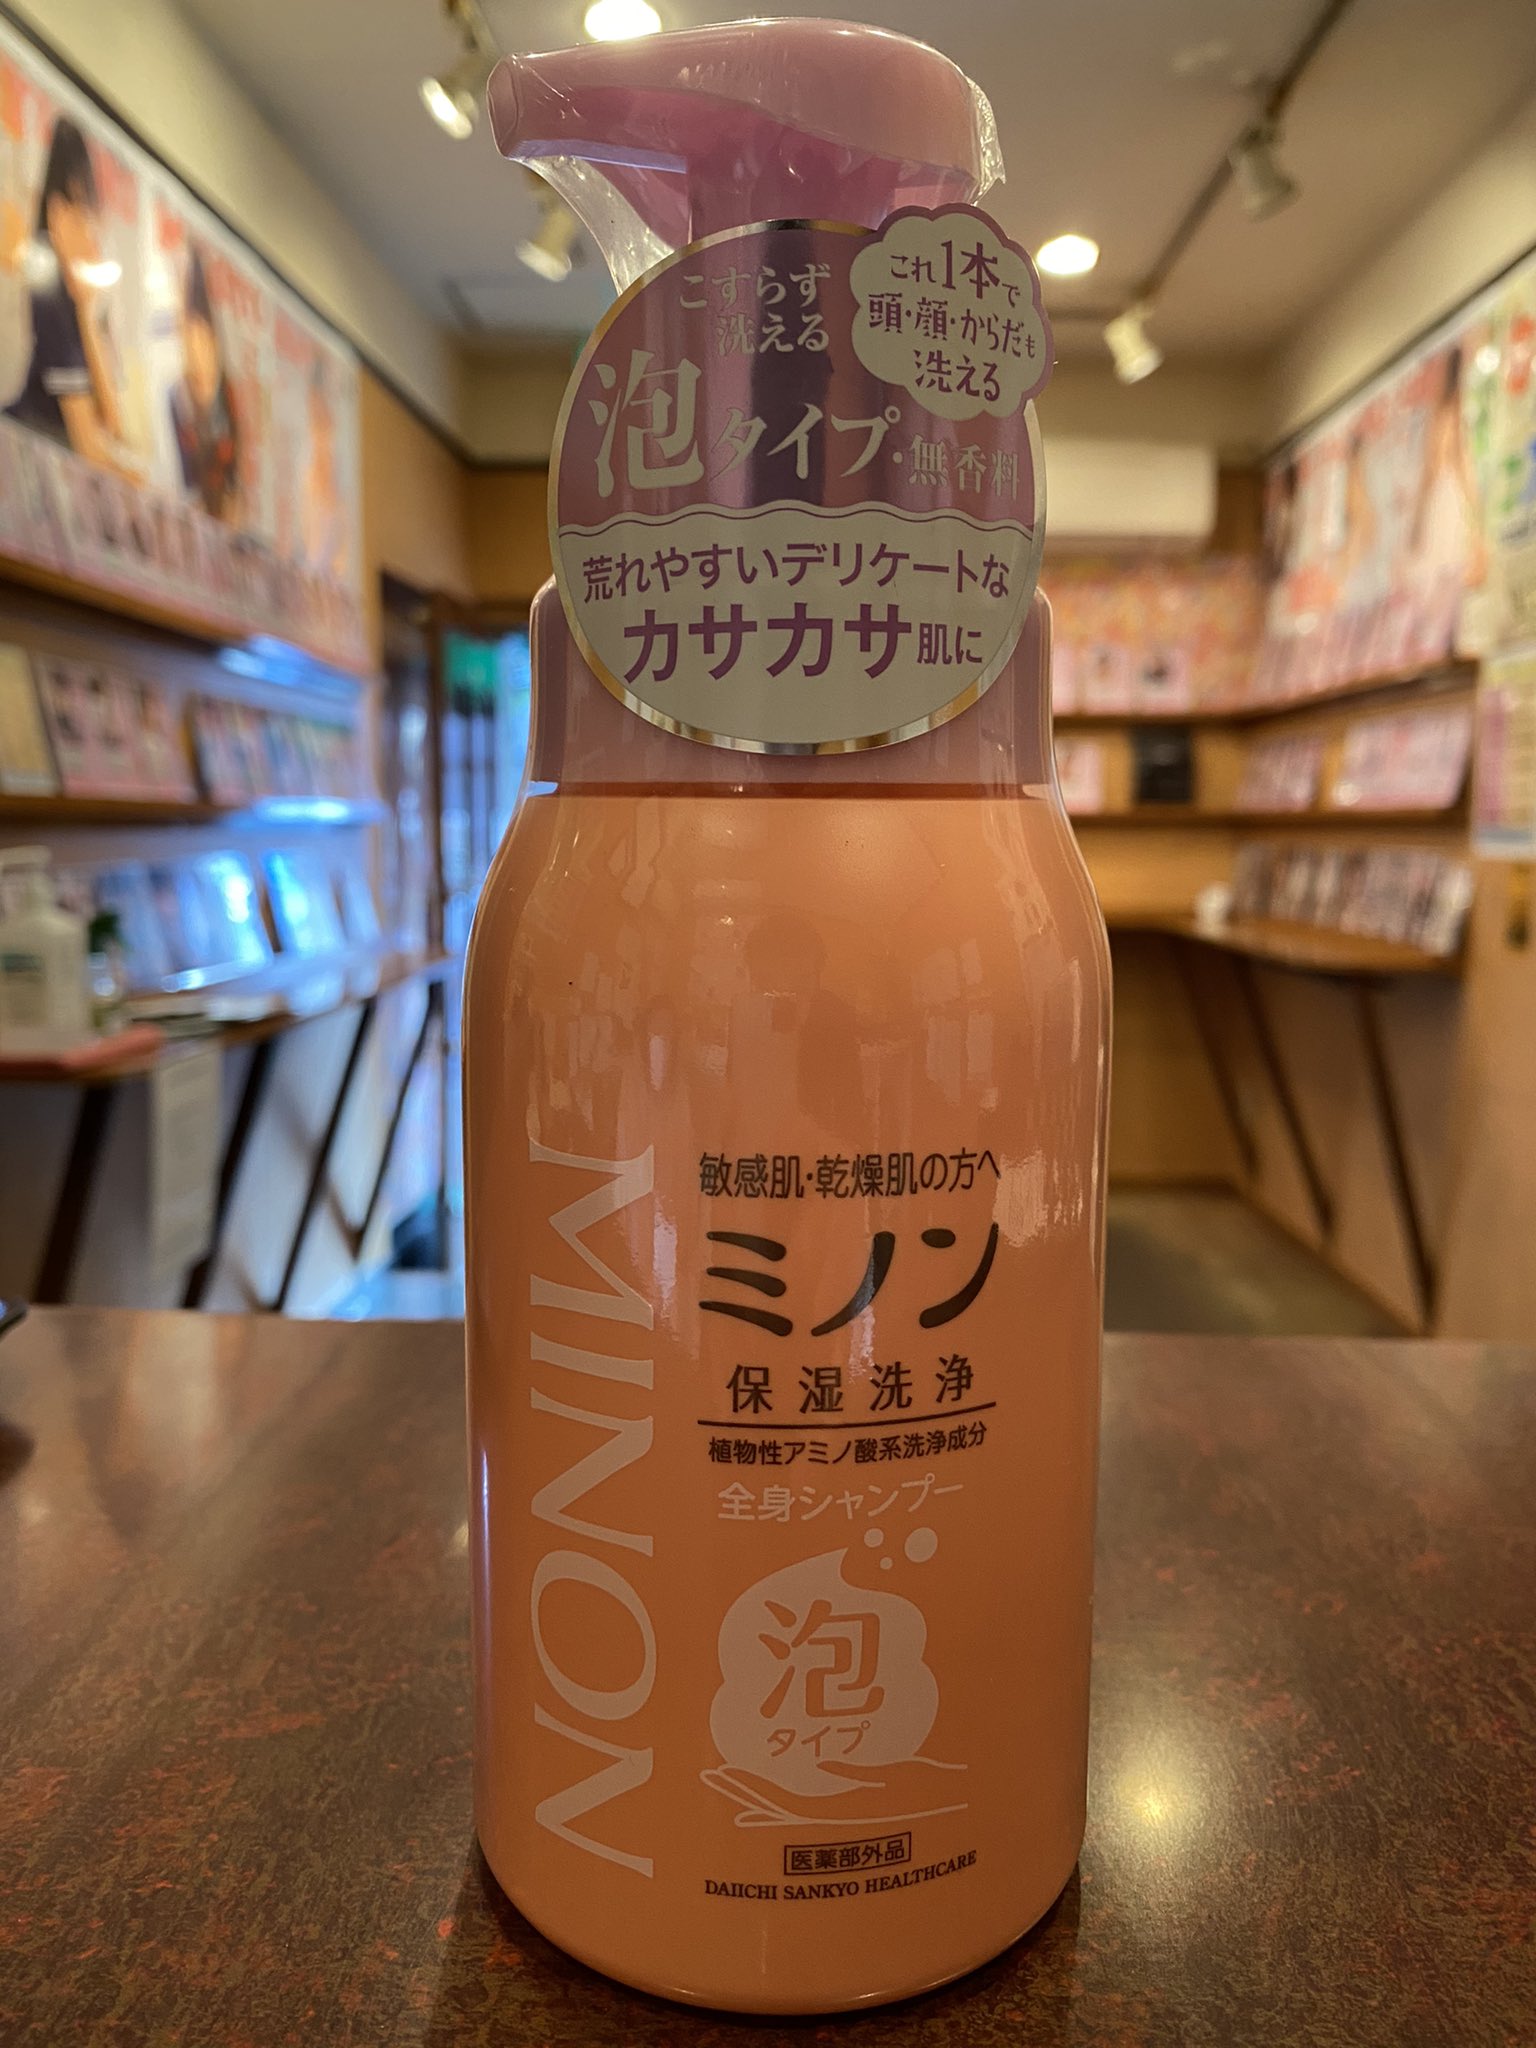 こすらず
洗える
泡タイプ・無香料
これ1本で
頭・顔・からだも
洗える
荒れやすいデリケートな
カサカサ肌に
MINON
敏感肌・乾燥肌の方へ
ミノン
保湿洗浄
植物性アミノ酸系洗浄成分
全身シャンプー
泡
タイプ
医薬部外品
DAIICHI SANKYO HEALTHCARE